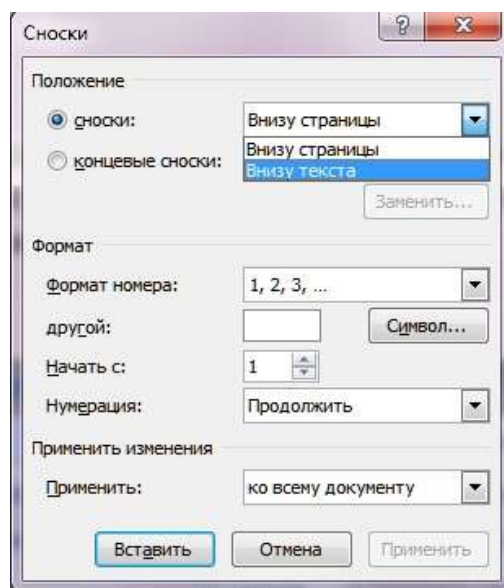 Сноски
Положение
сноски: Внизу страницы
Внизу страницы
концевые сноски: Внизу текста
Заменить...
Формат
Формат номера: 1, 2, 3, ...
другой: Символ...
Начать с: 1
Нумерация: Продолжить
Применить изменения
Применить: ко всему документу
Вставить Отмена Применить